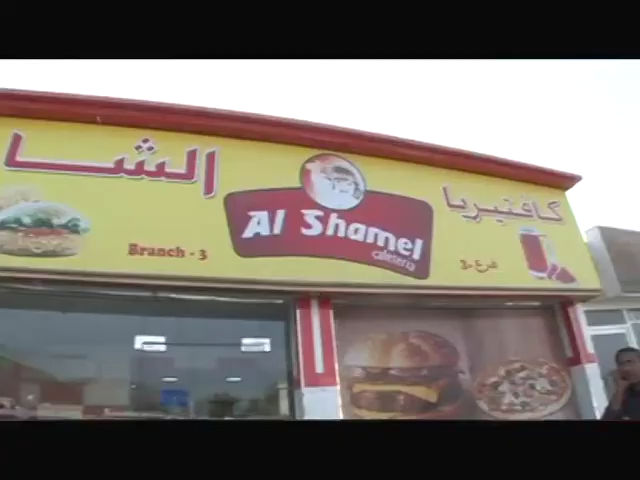 كافتيريا
الشا
Al Shamel
cafeteria
Branch - 3
فرع -3